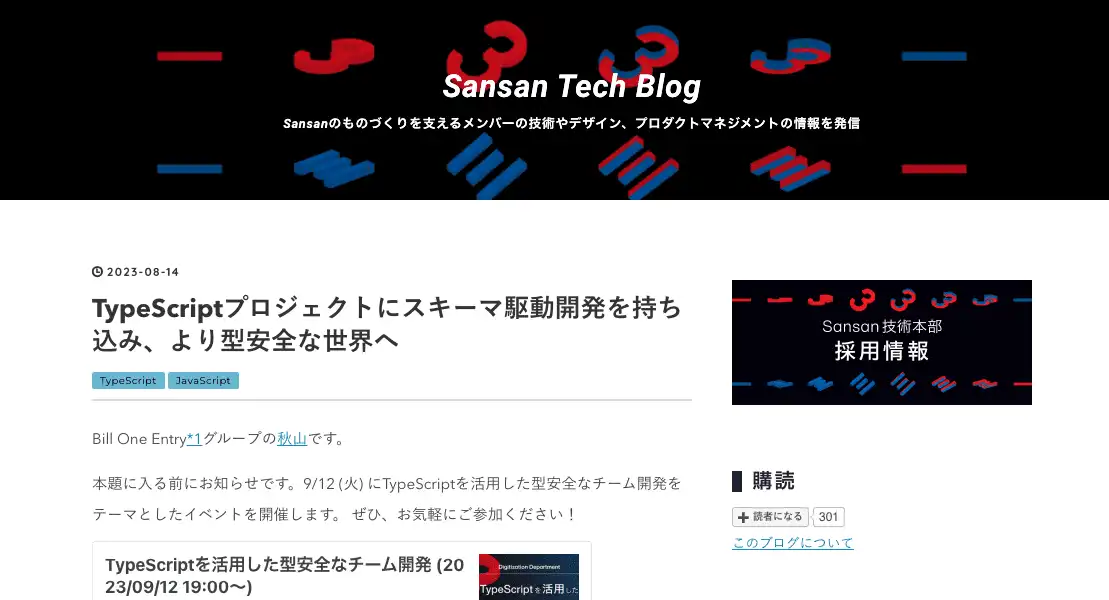 Sansan Tech Blog
Sansanのものづくりを支えるメンバーの技術やデザイン、プロダクトマネジメントの情報を発信
2023-08-14
TypeScriptプロジェクトにスキーマ駆動開発を持ち
込み、より型安全な世界へ
TypeScript JavaScript
Bill One Entry*1グループの秋山です。
本題に入る前にお知らせです。9/12 (火) にTypeScriptを活用した型安全なチーム開発を
テーマとしたイベントを開催します。 ぜひ、お気軽にご参加ください！
TypeScriptを活用した型安全なチーム開発 (20
23/09/12 19:00〜)
Digitization Department
TypeScriptを活用した
Sansan 技術本部
採用情報
購読
読者になる 301
このブログについて